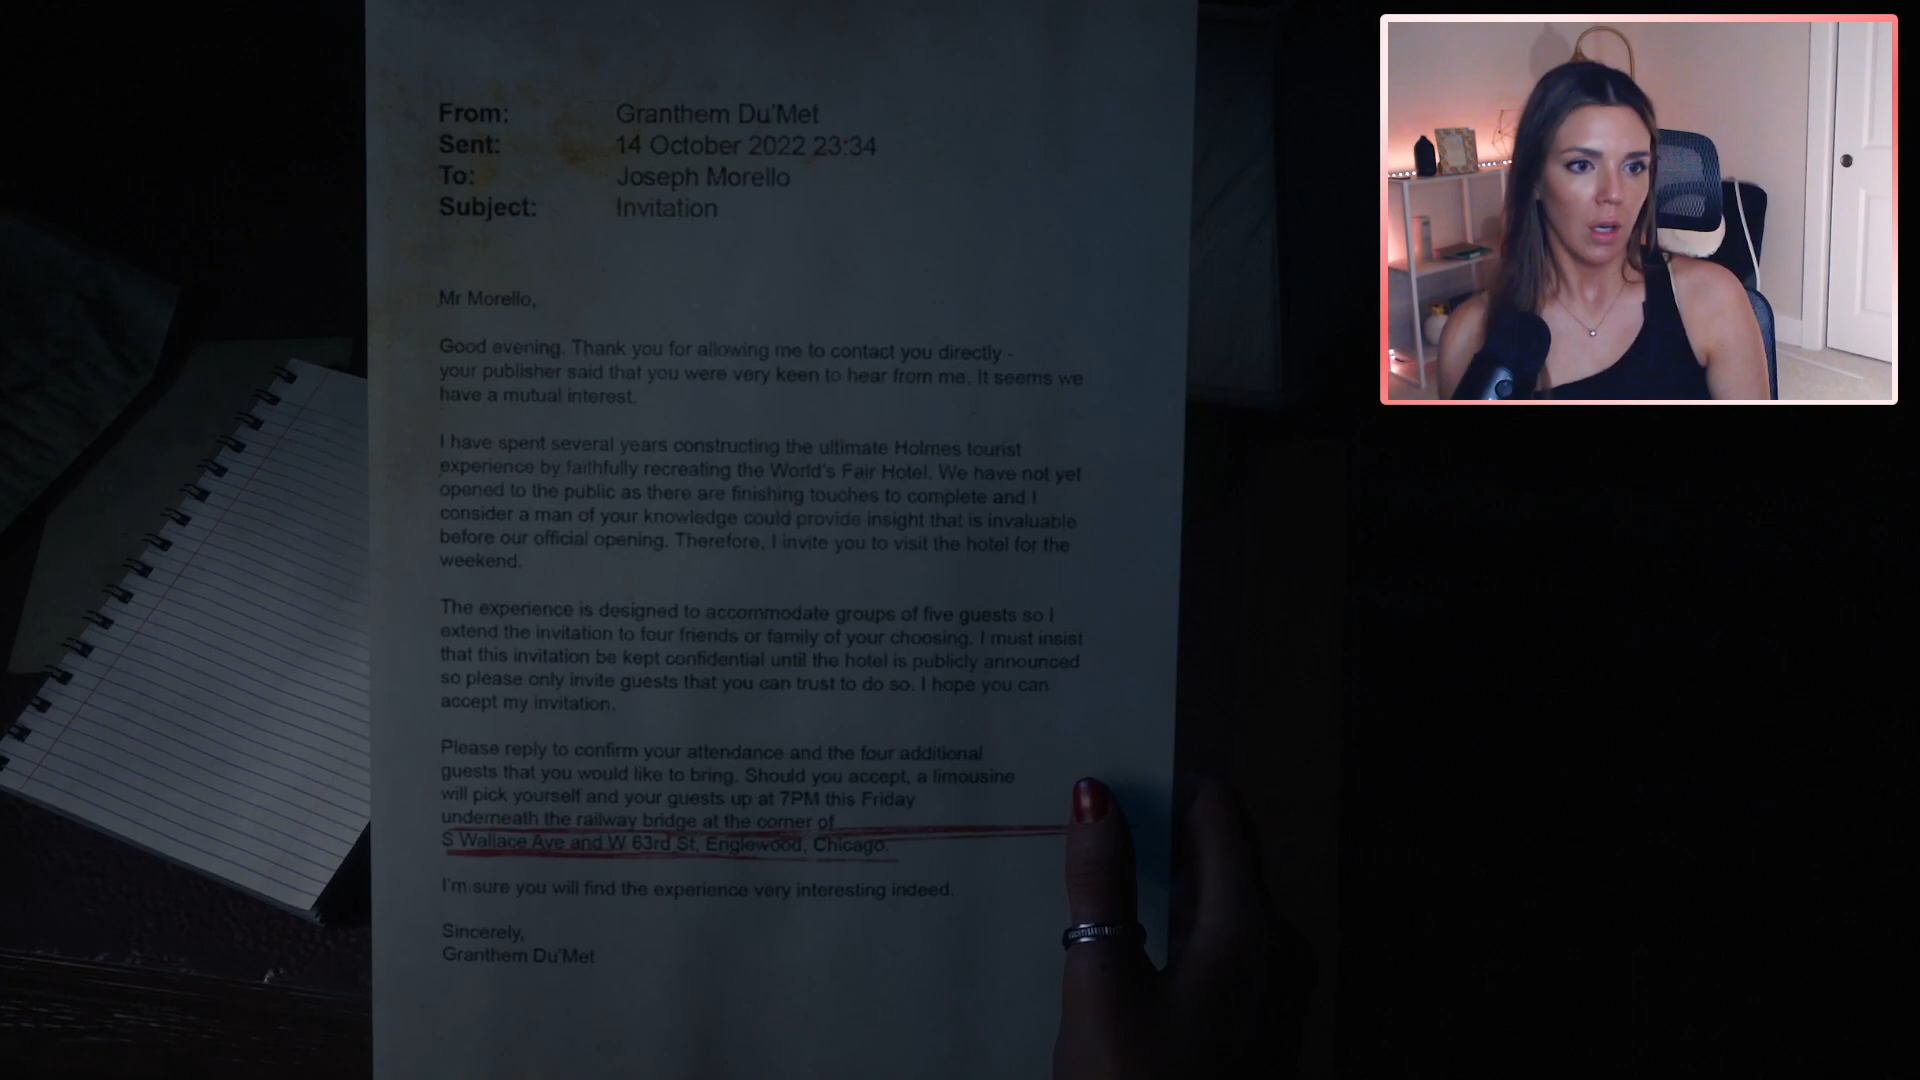 From: Granthem Du'Met
Sent: 14 October 2022 23:34
To: Joseph Morello
Subject: Invitation
Mr Morello,
Good evening. Thank you for allowing me to contact you directly -
your publisher said that you were very keen to hear from me. It seems we
have a mutual interest.
I have spent several years constructing the ultimate Holmes tourist
experience by faithfully recreating the World's Fair Hotel. We have not yet
opened to the public as there are finishing touches to complete and I
consider a man of your knowledge could provide insight that is invaluable
before our official opening. Therefore, I invite you to visit the hotel for the
weekend.
The experience is designed to accommodate groups of five guests so I
extend the invitation to four friends or family of your choosing. I must insist
that this invitation be kept confidential until the hotel is publicly announced
so please only invite guests that you can trust to do so. I hope you can
accept my invitation.
Please reply to confirm your attendance and the four additional
guests that you would like to bring. Should you accept, a limousine
will pick yourself and your guests up at 7PM this Friday
underneath the railway bridge at the corner of
S Wallace Ave and W 63rd St, Englewood, Chicago.
I'm sure you will find the experience very interesting indeed.
Sincerely,
Granthem Du'Met